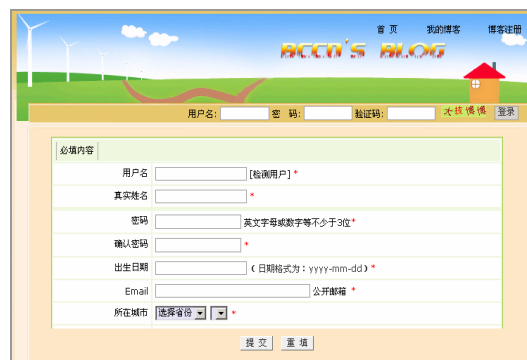 首 页 我的博客 博客注册
BCCD'S BLOG
用户名: 密 码: 验证码: 登录
必填内容
用户名 [检测用户] *
真实姓名 *
密码 英文字母或数字等不少于3位*
确认密码 *
出生日期 ( 日期格式为：yyyy-mm-dd ) *
Email 公开邮箱 *
所在城市 选择省份 *
提 交 重 填